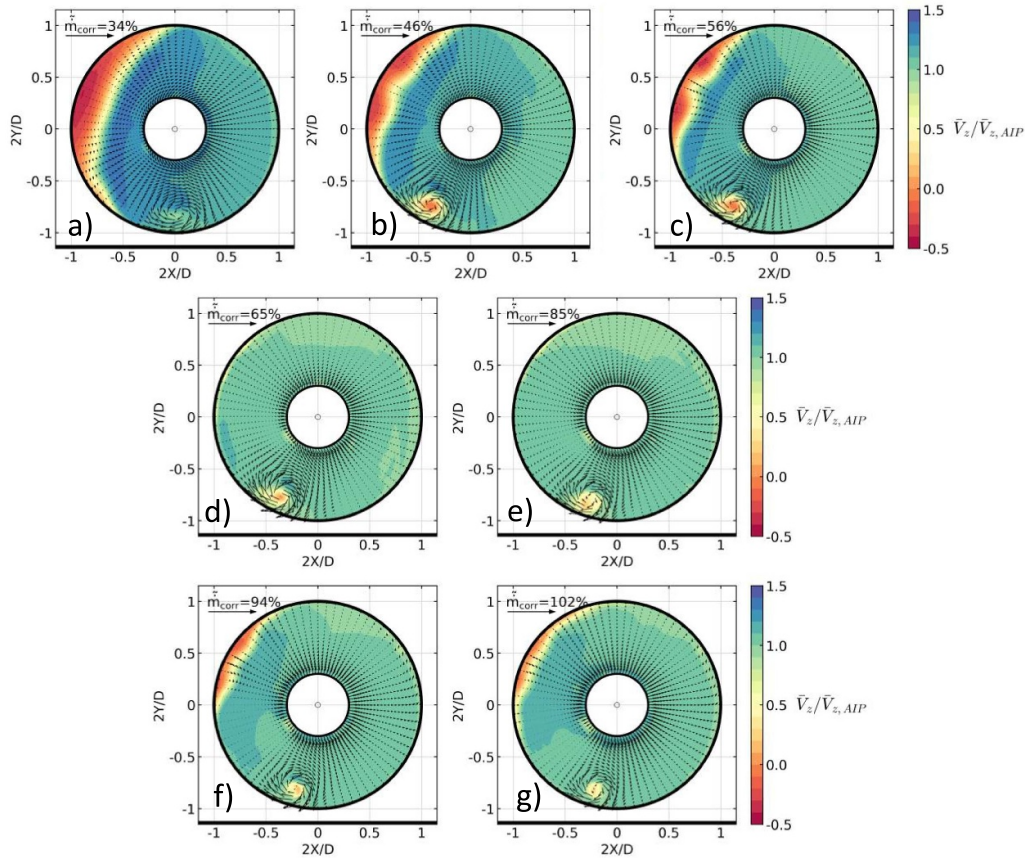 ṁ̃corr=34%
ṁ̃corr=46%
ṁ̃corr=56%
1
0.5
0
-0.5
-1
2Y/D
a)
-1 -0.5 0 0.5 1
2X/D
1
0.5
0
-0.5
-1
2Y/D
b)
-1 -0.5 0 0.5 1
2X/D
1
0.5
0
-0.5
-1
2Y/D
c)
-1 -0.5 0 0.5 1
2X/D
1.5
1.0
0.5
0.0
-0.5
V̄z/V̄z, AIP
ṁ̃corr=65%
ṁ̃corr=85%
1
0.5
0
-0.5
-1
2Y/D
d)
-1 -0.5 0 0.5 1
2X/D
1
0.5
0
-0.5
-1
2Y/D
e)
-1 -0.5 0 0.5 1
2X/D
1.5
1.0
0.5
0.0
-0.5
V̄z/V̄z, AIP
ṁ̃corr=94%
ṁ̃corr=102%
1
0.5
0
-0.5
-1
2Y/D
f)
-1 -0.5 0 0.5 1
2X/D
1
0.5
0
-0.5
-1
2Y/D
g)
-1 -0.5 0 0.5 1
2X/D
1.5
1.0
0.5
0.0
-0.5
V̄z/V̄z, AIP